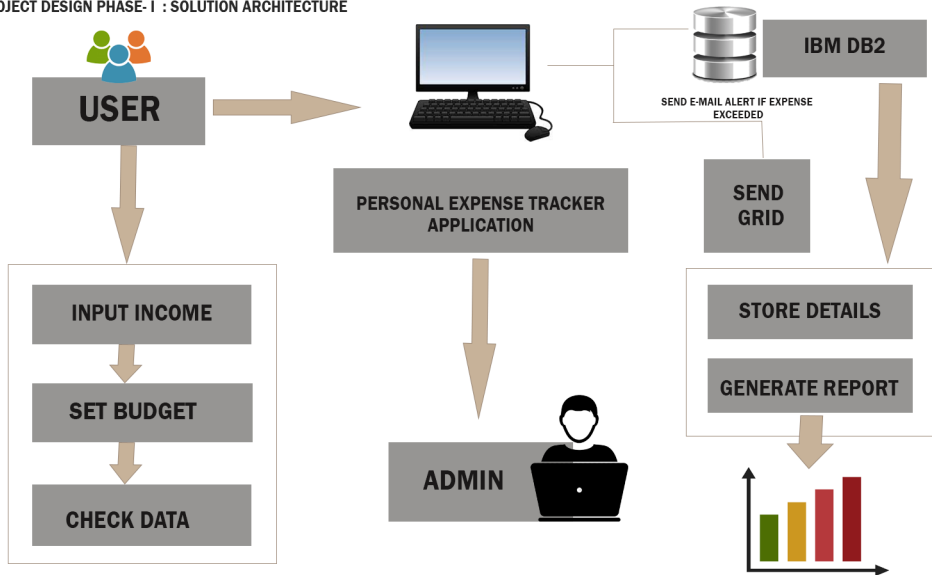 OJECT DESIGN PHASE- I : SOLUTION ARCHITECTURE
USER
IBM DB2
SEND E-MAIL ALERT IF EXPENSE
EXCEEDED
PERSONAL EXPENSE TRACKER
APPLICATION
SEND
GRID
INPUT INCOME
SET BUDGET
CHECK DATA
ADMIN
STORE DETAILS
GENERATE REPORT